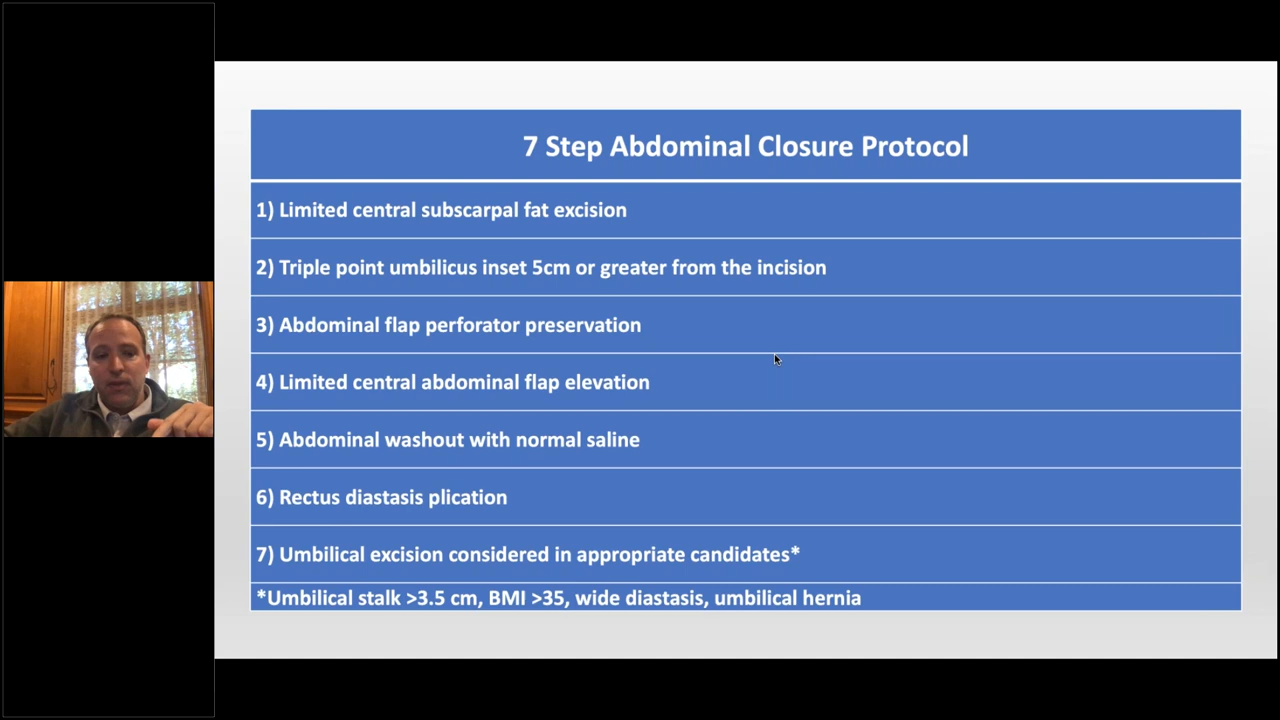 7 Step Abdominal Closure Protocol
1) Limited central subscarpal fat excision
2) Triple point umbilicus inset 5cm or greater from the incision
3) Abdominal flap perforator preservation
4) Limited central abdominal flap elevation
5) Abdominal washout with normal saline
6) Rectus diastasis plication
7) Umbilical excision considered in appropriate candidates*
*Umbilical stalk >3.5 cm, BMI >35, wide diastasis, umbilical hernia